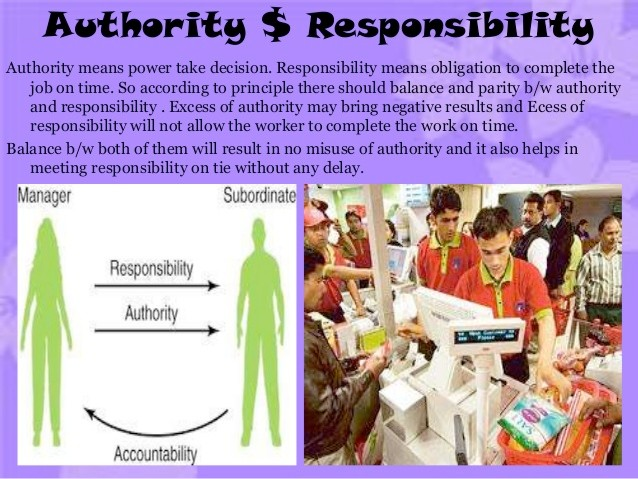 Authority $ Responsibility
Authority means power take decision. Responsibility means obligation to complete the
job on time. So according to principle there should balance and parity b/w authority
and responsibility . Excess of authority may bring negative results and Ecess of
responsibility will not allow the worker to complete the work on time.
Balance b/w both of them will result in no misuse of authority and it also helps in
meeting responsibility on tie without any delay.
Manager
Subordinate
Responsibility
Authority
Accountability
Next Customer
Please
SALT